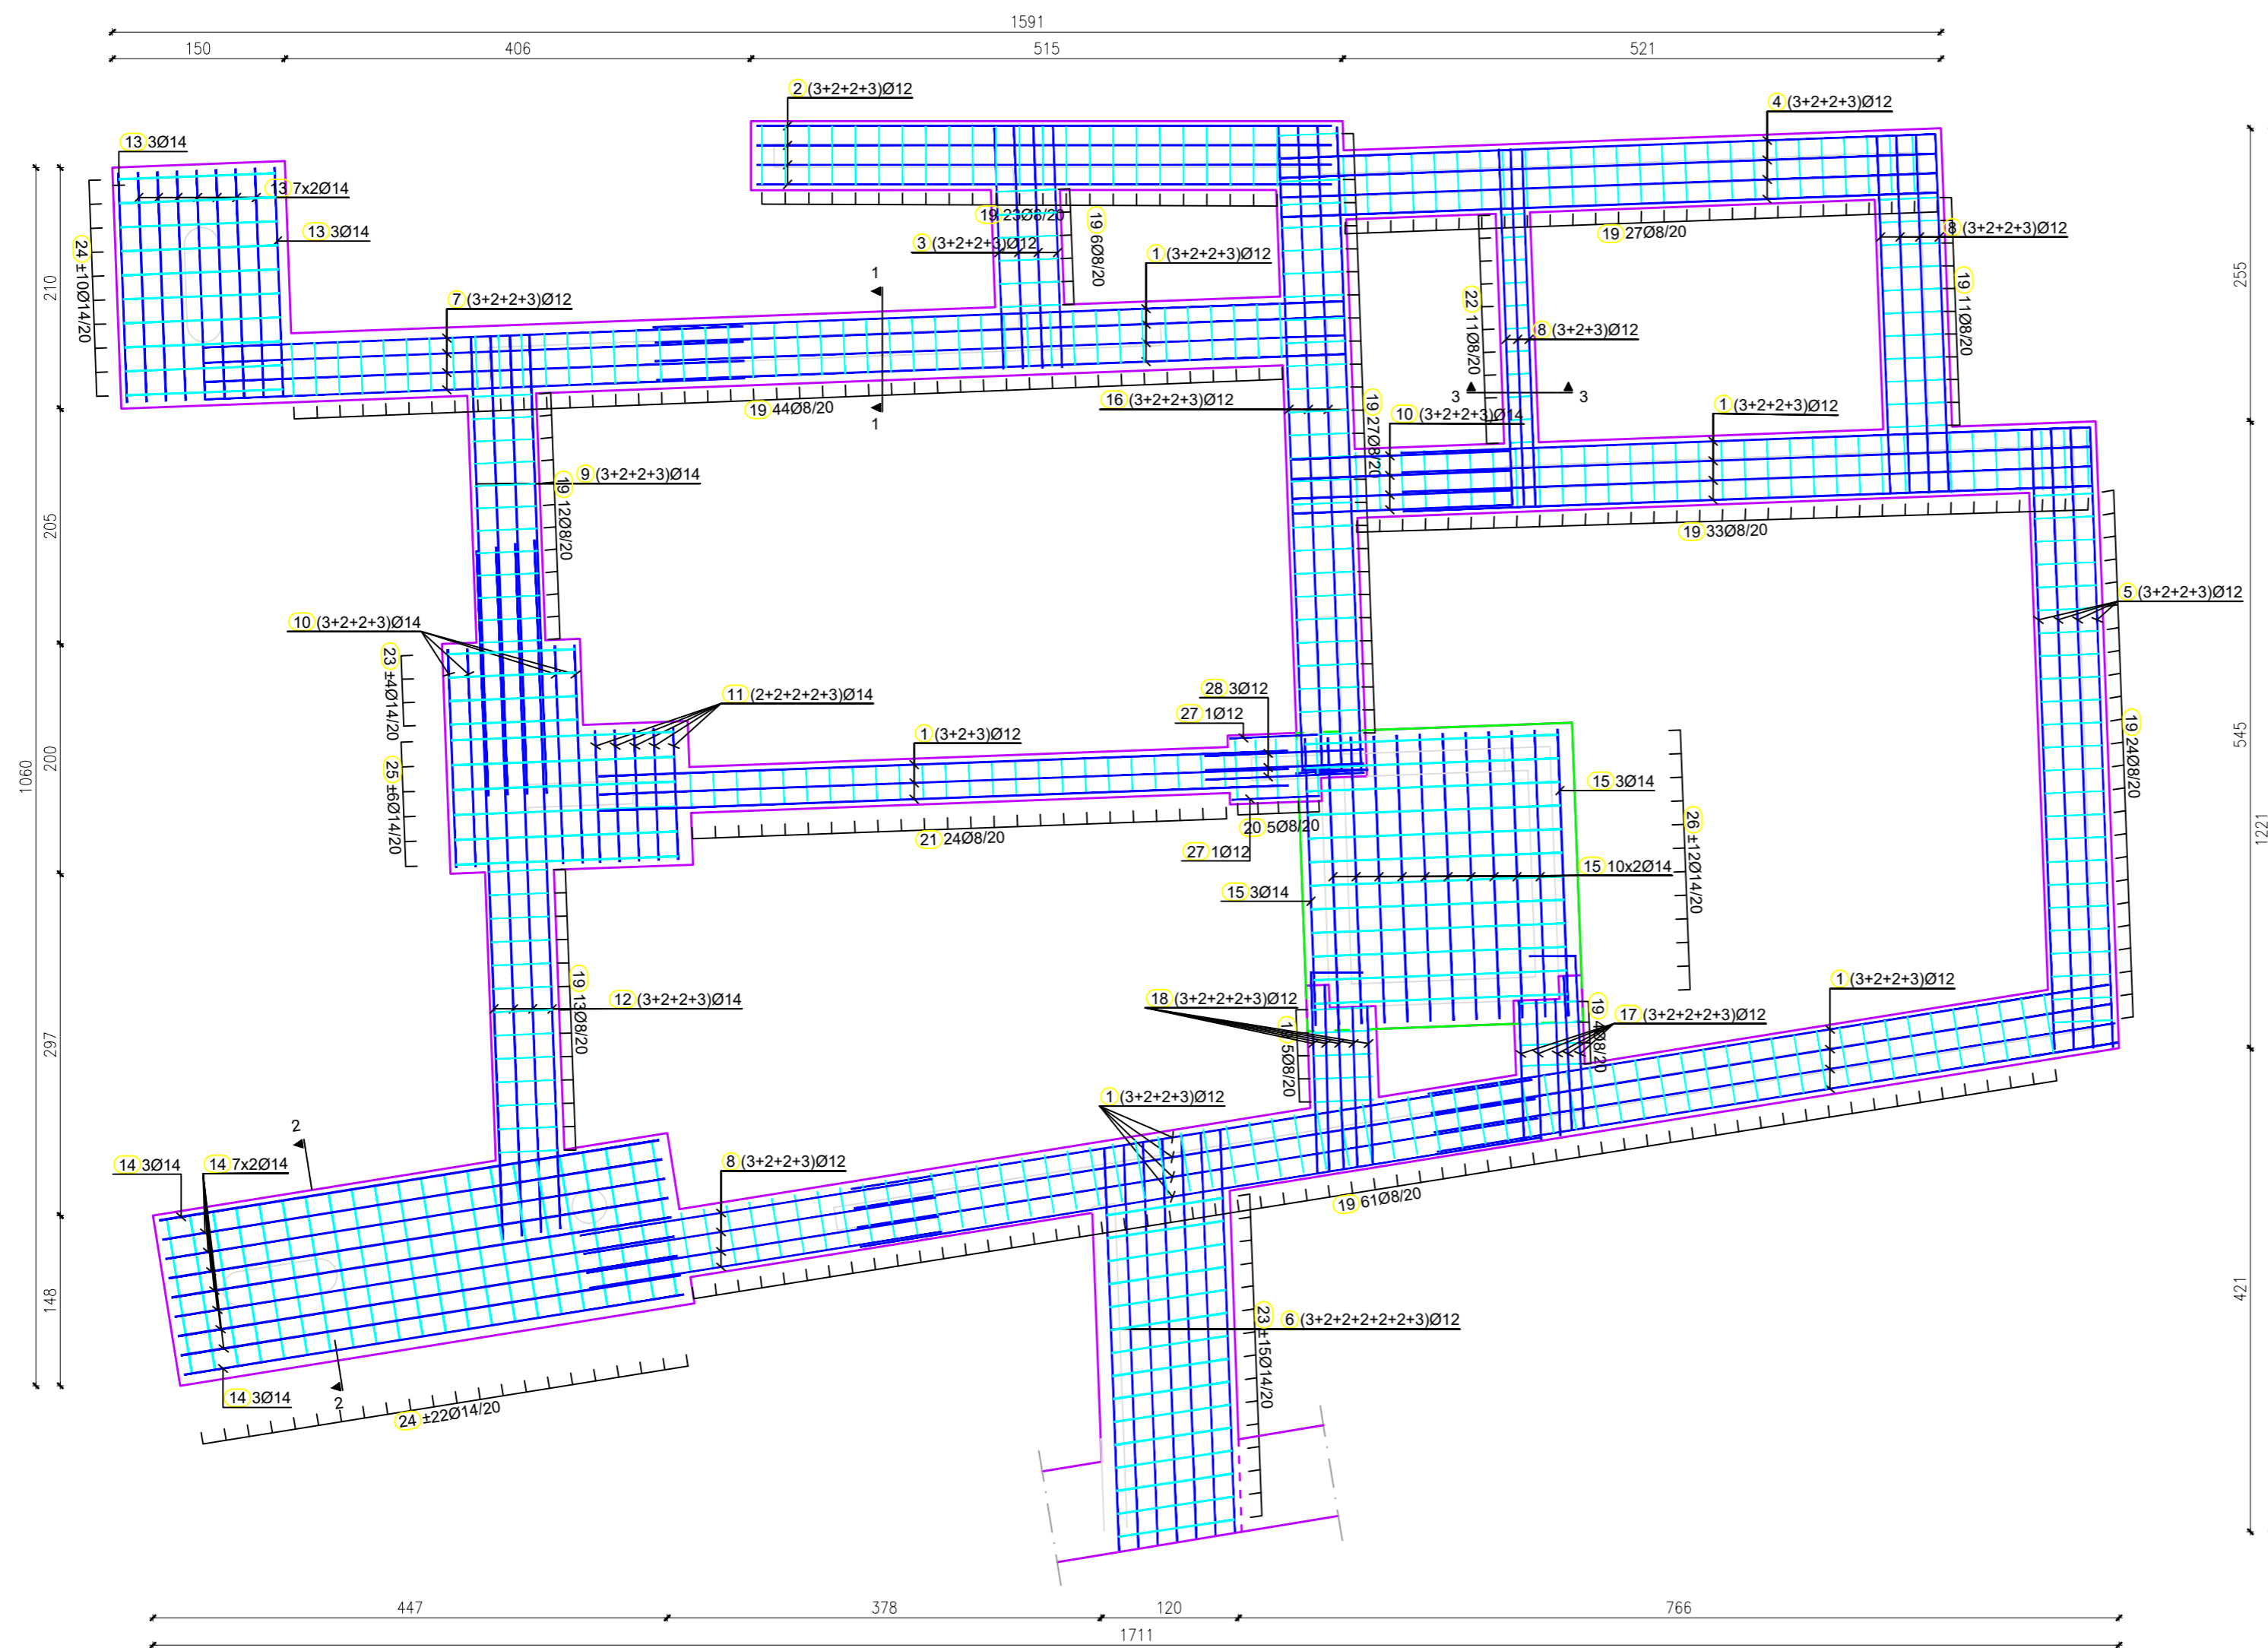 1591
150
406
515
521
2 (3+2+2+3)Ø12
4 (3+2+2+3)Ø12
13 3Ø14
13 7x2Ø14
13 3Ø14
24 ±10Ø14/20
19 23Ø8/20
19 6Ø8/20
3 (3+2+2+3)Ø12
1 (3+2+2+3)Ø12
19 27Ø8/20
8 (3+2+2+3)Ø12
19 11Ø8/20
210
255
1
7 (3+2+2+3)Ø12
22 11Ø8/20
8 (3+2+3)Ø12
3
3
19 44Ø8/20
1
16 (3+2+2+3)Ø12
19 27Ø8/20
10 (3+2+2+3)Ø14
1 (3+2+2+3)Ø12
9 (3+2+2+3)Ø14
19 12Ø8/20
205
19 33Ø8/20
5 (3+2+2+3)Ø12
10 (3+2+2+3)Ø14
23 ±4Ø14/20
11 (2+2+2+2+3)Ø14
28 3Ø12
27 1Ø12
1 (3+2+3)Ø12
25 ±6Ø14/20
200
1060
15 3Ø14
26 ±12Ø14/20
19 24Ø8/20
545
1221
21 24Ø8/20
20 5Ø8/20
27 1Ø12
15 10x2Ø14
15 3Ø14
19 13Ø8/20
12 (3+2+2+3)Ø14
18 (3+2+2+2+3)Ø12
19 5Ø8/20
19 4Ø8/20
17 (3+2+2+2+3)Ø12
1 (3+2+2+3)Ø12
297
1 (3+2+2+3)Ø12
2
14 3Ø14
14 7x2Ø14
8 (3+2+2+3)Ø12
19 61Ø8/20
148
23 ±15Ø14/20
6 (3+2+2+2+2+2+3)Ø12
421
14 3Ø14
2
24 ±22Ø14/20
447
378
120
766
1711